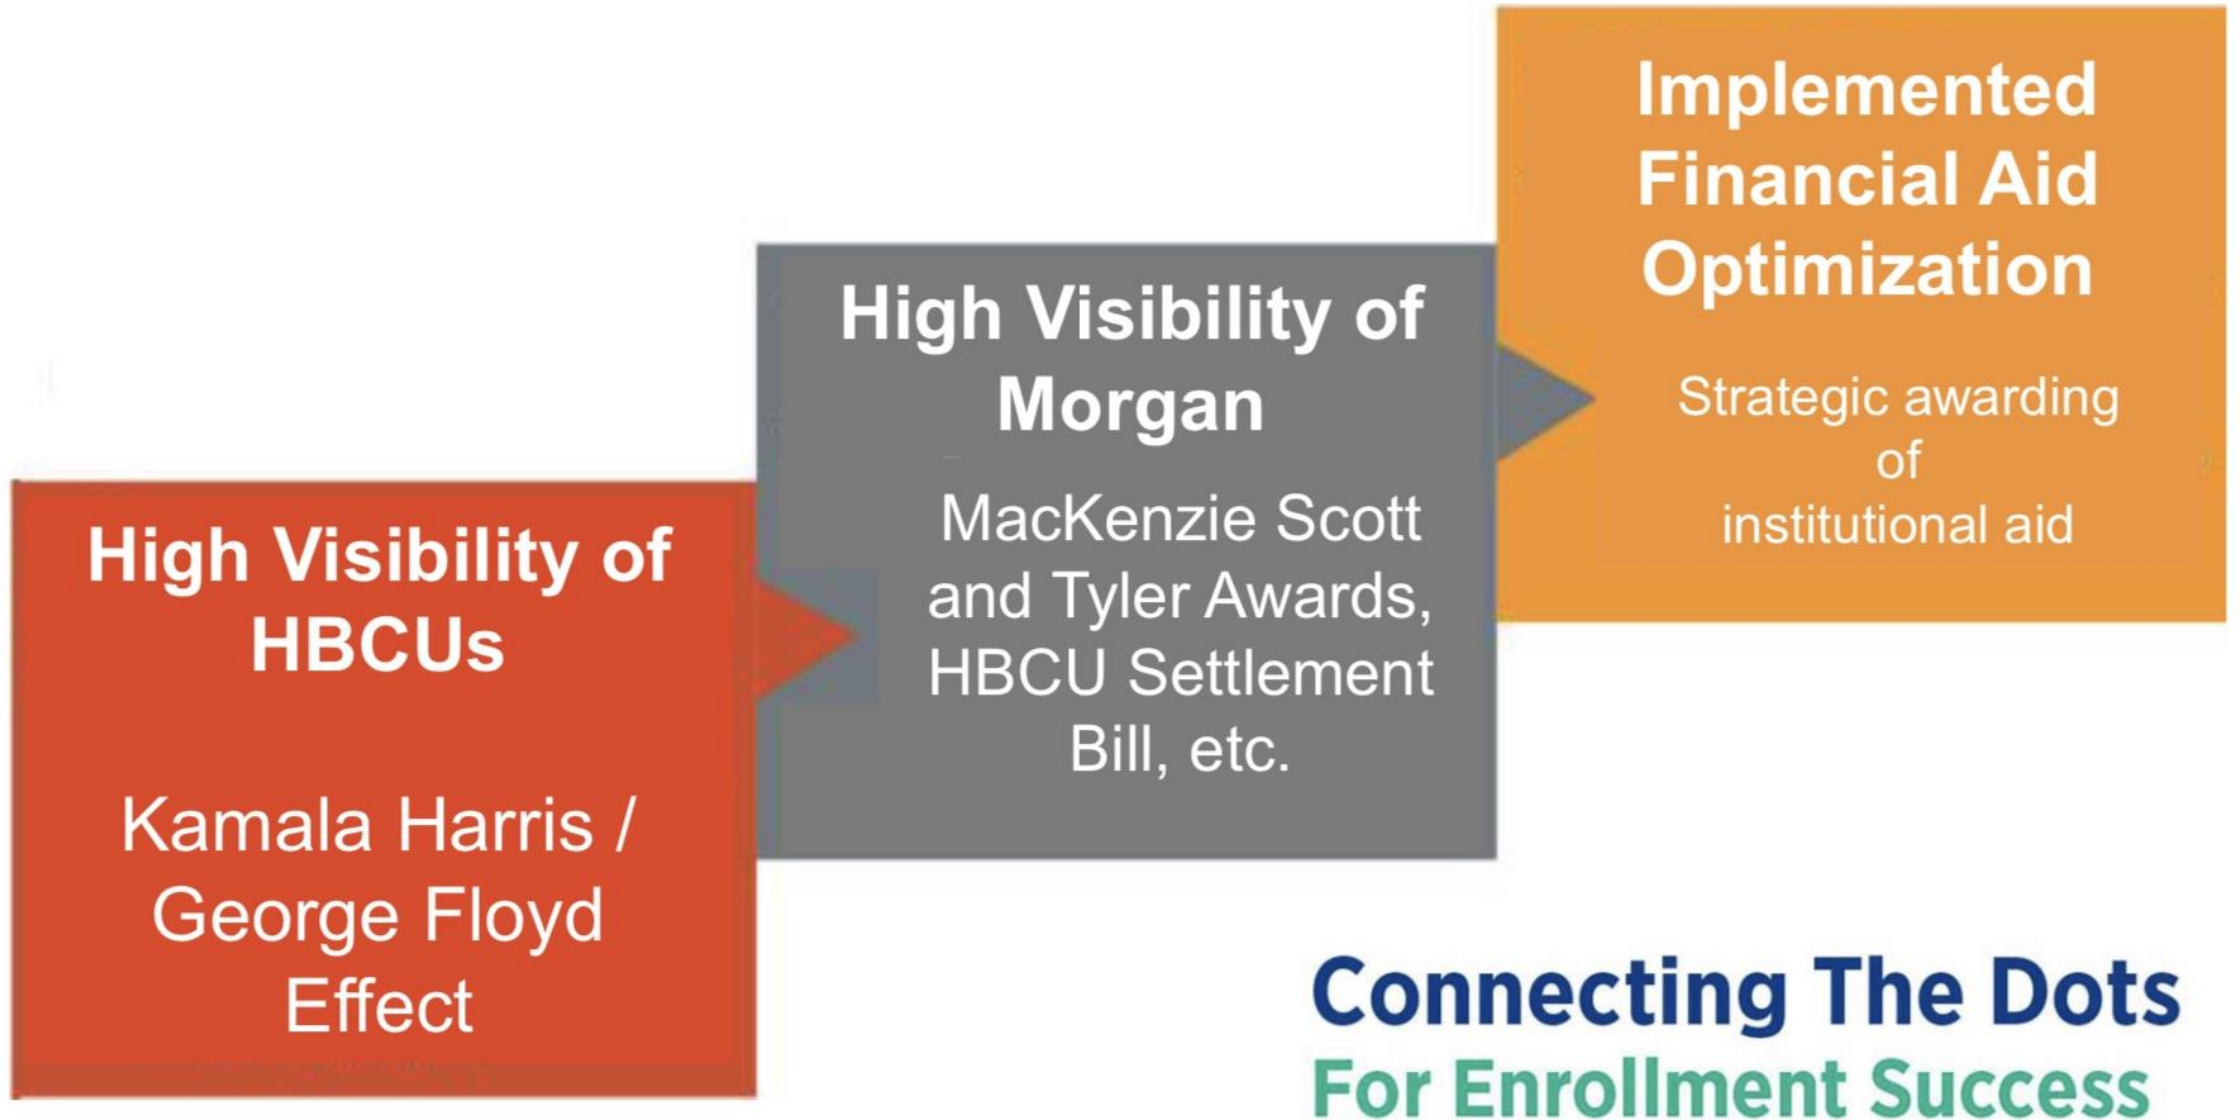 High Visibility of
HBCUs
Kamala Harris /
George Floyd
Effect
High Visibility of
Morgan
MacKenzie Scott
and Tyler Awards,
HBCU Settlement
Bill, etc.
Implemented
Financial Aid
Optimization
Strategic awarding
of
institutional aid
Connecting The Dots
For Enrollment Success